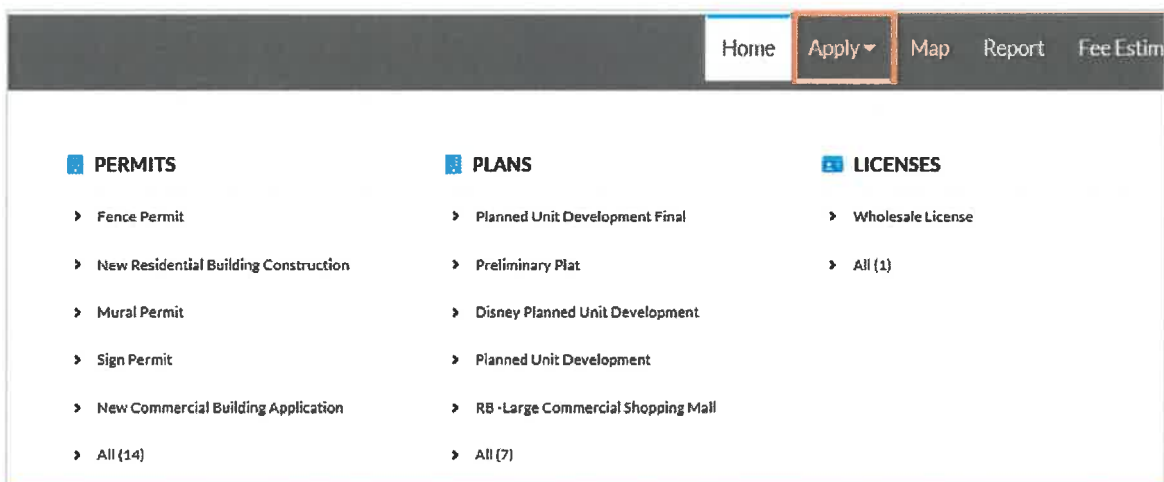 Home Apply Map Report Fee Estim
PERMITS
Fence Permit
New Residential Building Construction
Mural Permit
Sign Permit
New Commercial Building Application
All (14)
PLANS
Planned Unit Development Final
Preliminary Plat
Disney Planned Unit Development
Planned Unit Development
RB -Large Commercial Shopping Mall
All (7)
LICENSES
Wholesale License
All (1)